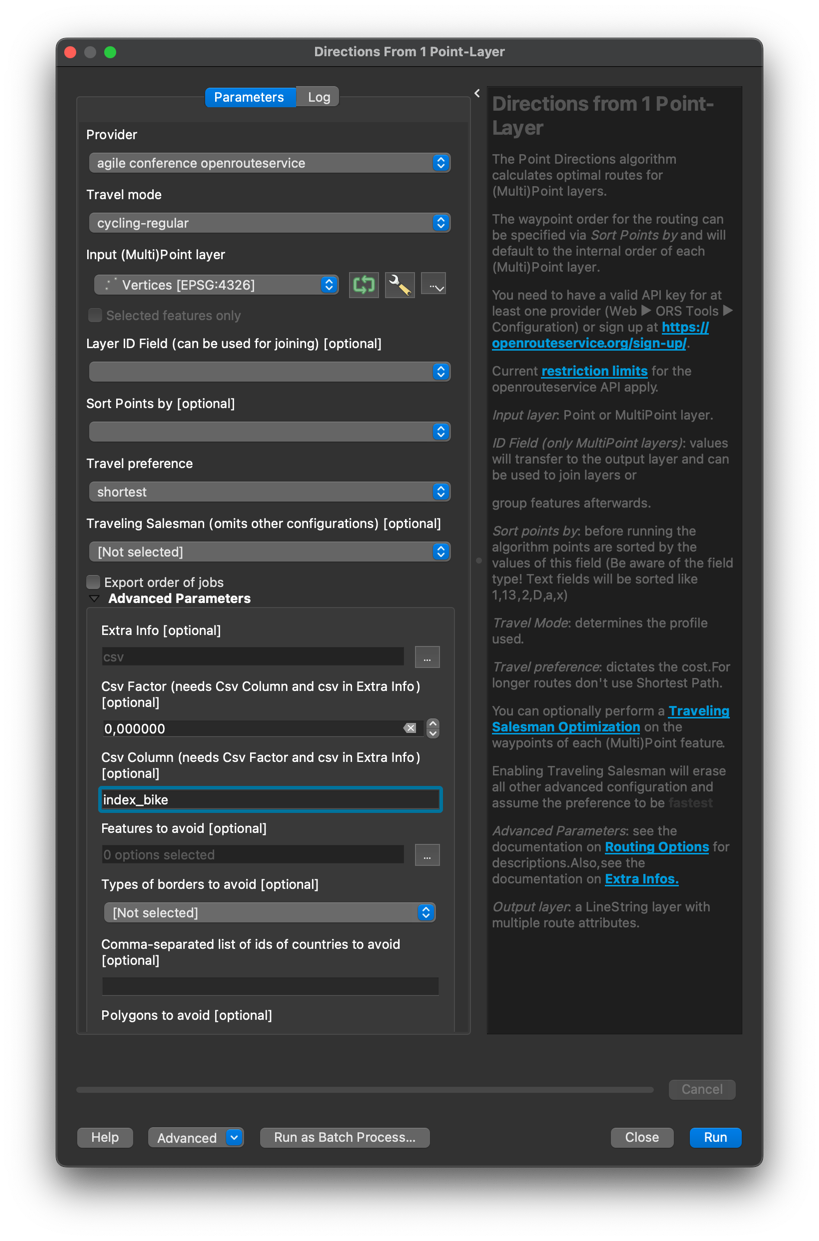 Directions From 1 Point-Layer
Parameters
Log
Provider
agile conference openrouteservice
Travel mode
cycling-regular
Input (Multi)Point layer
Vertices [EPSG:4326]
...
Selected features only
Layer ID Field (can be used for joining) [optional]
Sort Points by [optional]
Travel preference
shortest
Traveling Salesman (omits other configurations) [optional]
[Not selected]
Export order of jobs
Advanced Parameters
Extra Info [optional]
csv
...
Csv Factor (needs Csv Column and csv in Extra Info)
[optional]
0,000000
Csv Column (needs Csv Factor and csv in Extra Info)
[optional]
index_bike
Features to avoid [optional]
0 options selected
...
Types of borders to avoid [optional]
[Not selected]
Comma-separated list of ids of countries to avoid
[optional]
Polygons to avoid [optional]
Directions from 1 Point-
Layer
The Point Directions algorithm
calculates optimal routes for
(Multi)Point layers.
The waypoint order for the routing can
be specified via Sort Points by and will
default to the internal order of each
(Multi)Point layer.
You need to have a valid API key for at
least one provider (Web ▶ ORS Tools ▶
Configuration) or sign up at https://
openrouteservice.org/sign-up/.
Current restriction limits for the
openrouteservice API apply.
Input layer: Point or MultiPoint layer.
ID Field (only MultiPoint layers): values
will transfer to the output layer and can
be used to join layers or
group features afterwards.
Sort points by: before running the
algorithm points are sorted by the
values of this field (Be aware of the field
type! Text fields will be sorted like
1,13,2,D,a,x)
Travel Mode: determines the profile
used.
Travel preference: dictates the cost.For
longer routes don't use Shortest Path.
You can optionally perform a Traveling
Salesman Optimization on the
waypoints of each (Multi)Point feature.
Enabling Traveling Salesman will erase
all other advanced configuration and
assume the preference to be fastest
Advanced Parameters: see the
documentation on Routing Options for
descriptions.Also,see the
documentation on Extra Infos.
Output layer: a LineString layer with
multiple route attributes.
Cancel
Help
Advanced
Run as Batch Process...
Close
Run